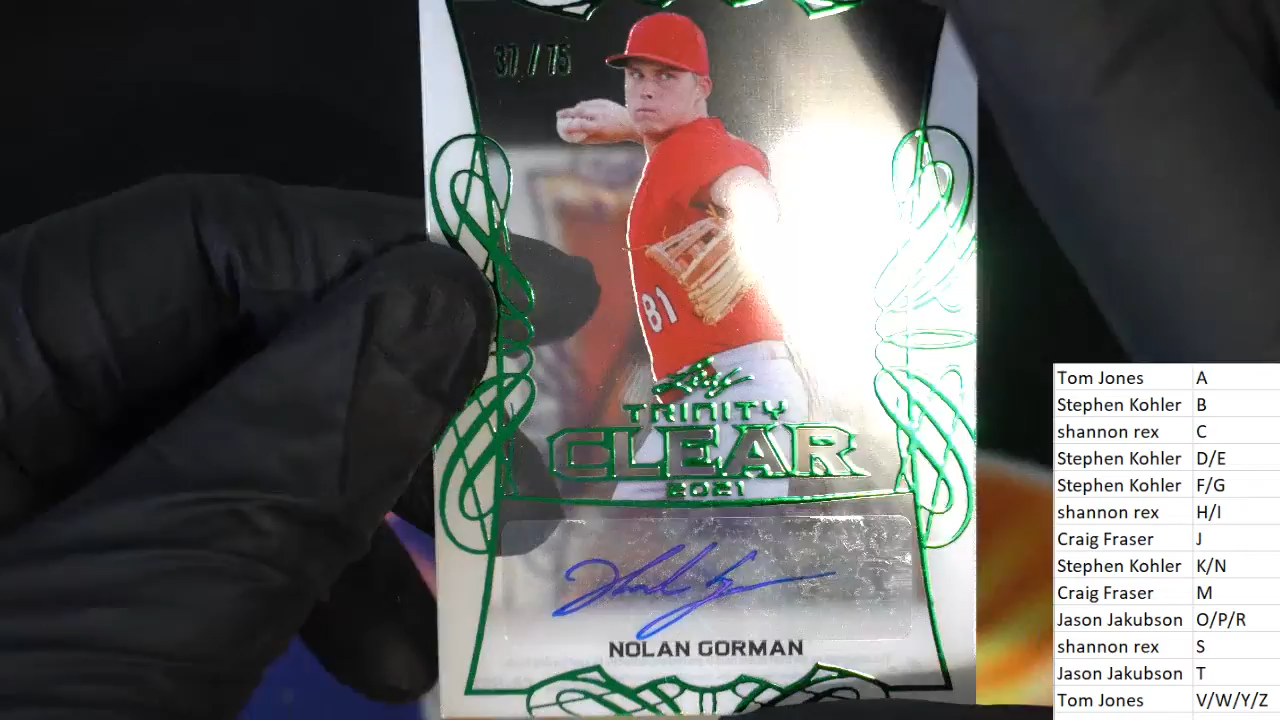 37 / 75
81
Leaf
TRINITY
CLEAR
2021
NOLAN GORMAN
Tom Jones A
Stephen Kohler B
shannon rex C
Stephen Kohler D/E
Stephen Kohler F/G
shannon rex H/I
Craig Fraser J
Stephen Kohler K/N
Craig Fraser M
Jason Jakubson O/P/R
shannon rex S
Jason Jakubson T
Tom Jones V/W/Y/Z